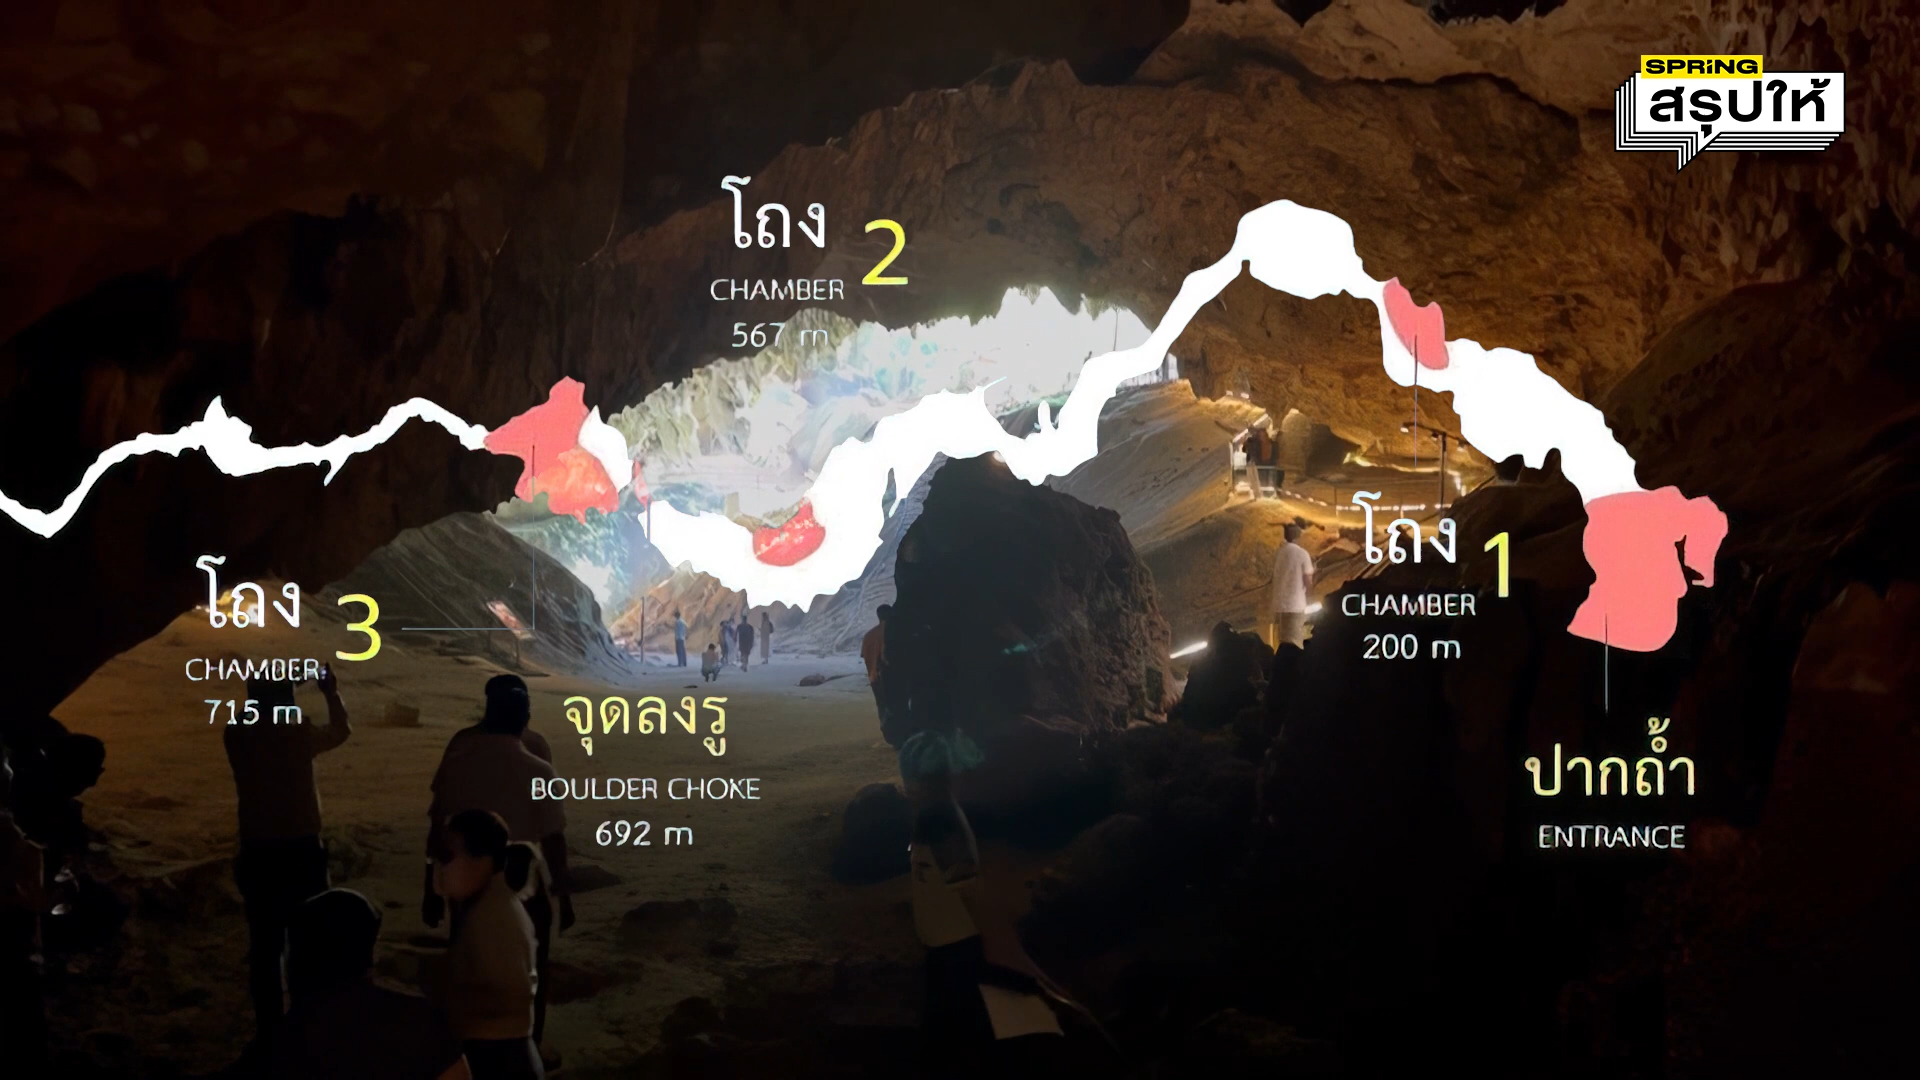 SPRiNG
สรุปให้
โถง 2
CHAMBER
567 m
โถง 1
CHAMBER
200 m
โถง 3
CHAMBER
715 m
จุดลงรู
BOULDER CHOKE
692 m
ปากถ้ำ
ENTRANCE